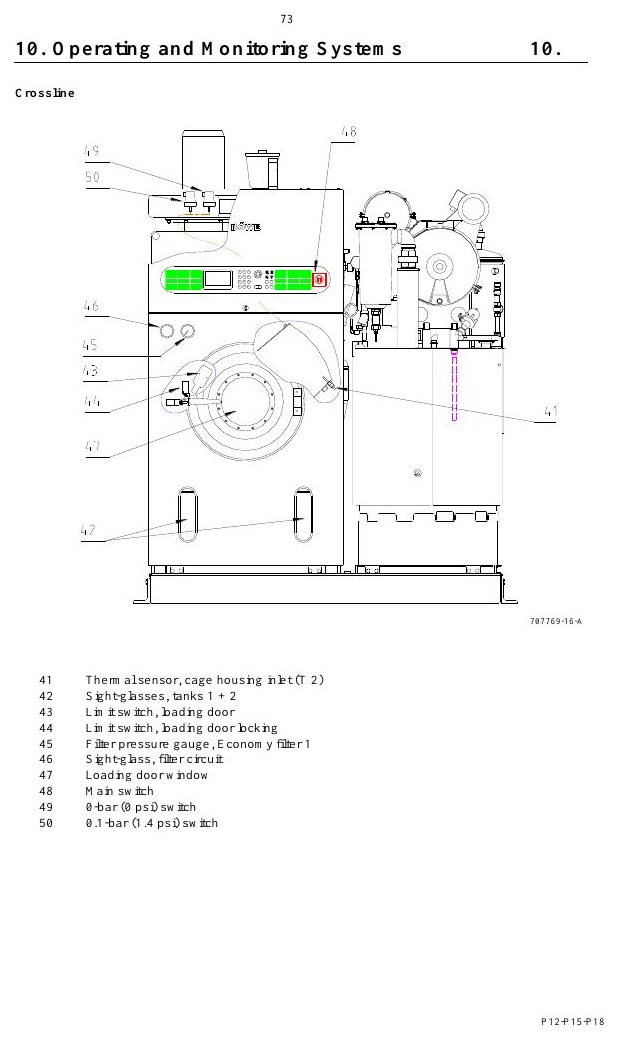 73
10. Operating and Monitoring Systems 10.
Crossline
48
49
50
BÖWE
46
45
43
44
41
47
42
707769-16-A
41 Thermal sensor, cage housing inlet (T 2)
42 Sight-glasses, tanks 1 + 2
43 Limit switch, loading door
44 Limit switch, loading door locking
45 Filter pressure gauge, Economy filter 1
46 Sight-glass, filter circuit
47 Loading door window
48 Main switch
49 0-bar (0 psi) switch
50 0.1-bar (1.4 psi) switch
P12-P15-P18